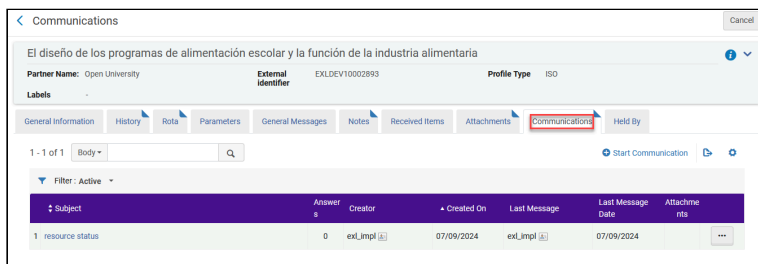 Communications
Cancel
El diseño de los programas de alimentación escolar y la función de la industria alimentaria
Partner Name: Open University External identifier EXLDEV10002893 Profile Type ISO
Labels -
General Information History Rota Parameters General Messages Notes Received Items Attachments Communications Held By
1 - 1 of 1 Body Start Communication
Filter : Active
Subject Answers Creator Created On Last Message Last Message Date Attachments
1 resource status 0 exl_impl 07/09/2024 exl_impl 07/09/2024